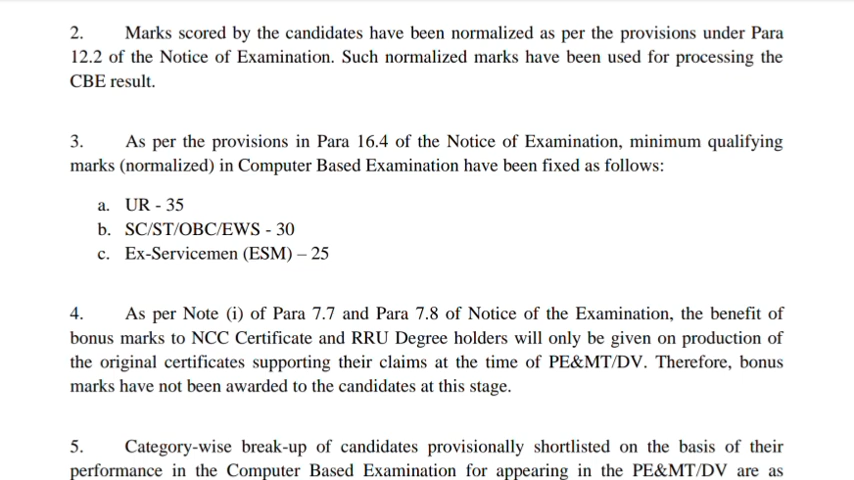 2. Marks scored by the candidates have been normalized as per the provisions under Para
12.2 of the Notice of Examination. Such normalized marks have been used for processing the
CBE result.
3. As per the provisions in Para 16.4 of the Notice of Examination, minimum qualifying
marks (normalized) in Computer Based Examination have been fixed as follows:
a. UR - 35
b. SC/ST/OBC/EWS - 30
c. Ex-Servicemen (ESM) – 25
4. As per Note (i) of Para 7.7 and Para 7.8 of Notice of the Examination, the benefit of
bonus marks to NCC Certificate and RRU Degree holders will only be given on production of
the original certificates supporting their claims at the time of PE&MT/DV. Therefore, bonus
marks have not been awarded to the candidates at this stage.
5. Category-wise break-up of candidates provisionally shortlisted on the basis of their
performance in the Computer Based Examination for appearing in the PE&MT/DV are as